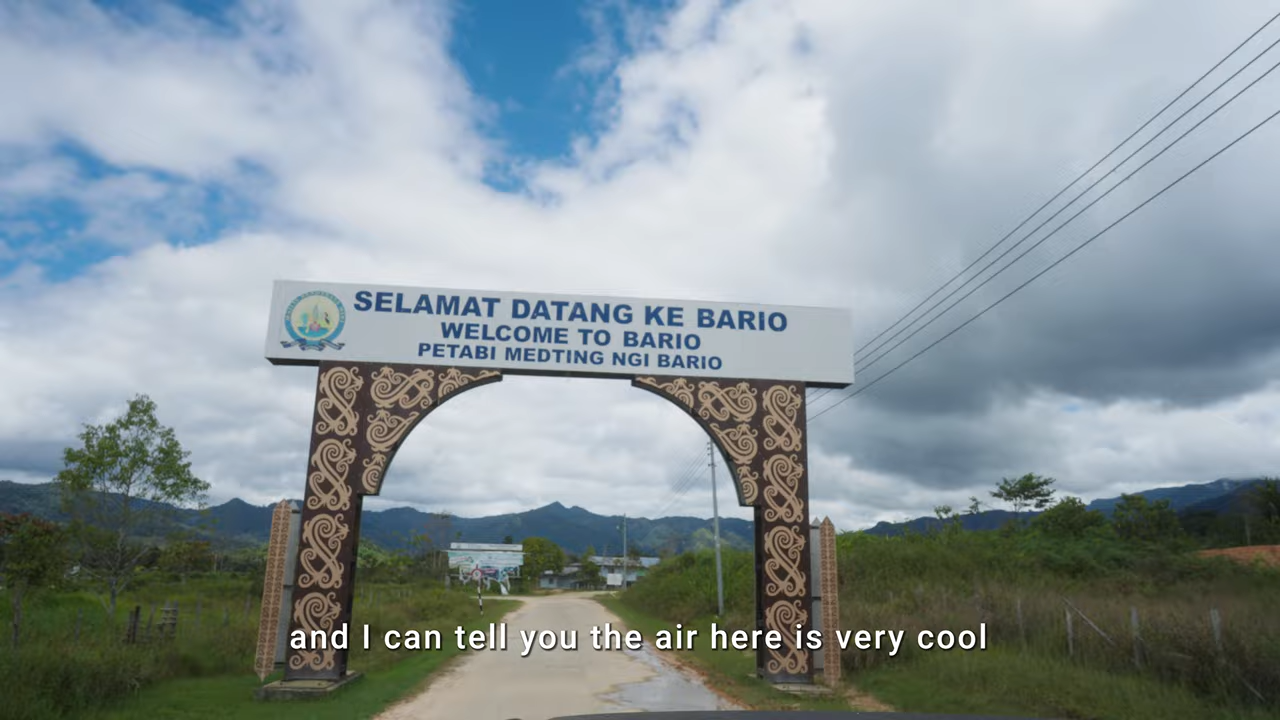 SELAMAT DATANG KE BARIO
WELCOME TO BARIO
PETABI MEDTING NGI BARIO
and I can tell you the air here is very cool